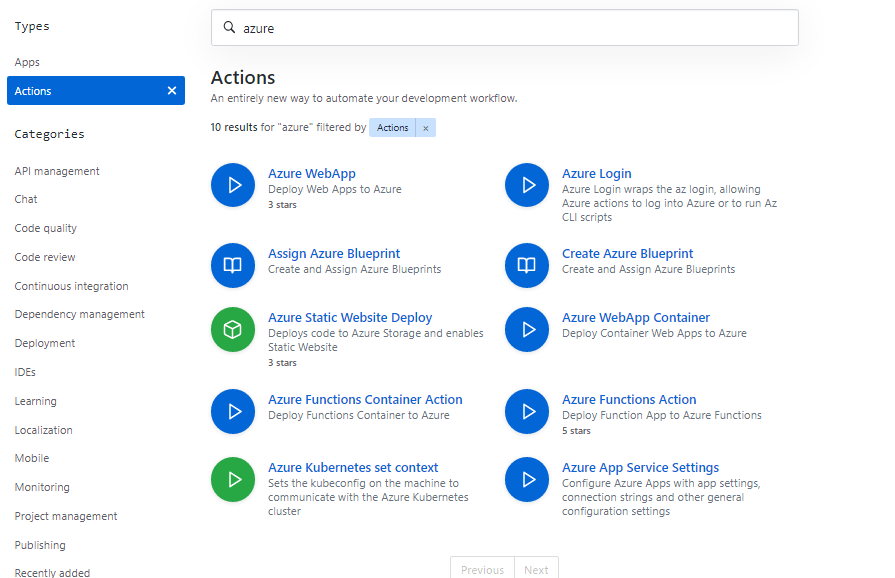 Types
Apps
Actions ×
Categories
API management
Chat
Code quality
Code review
Continuous integration
Dependency management
Deployment
IDEs
Learning
Localization
Mobile
Monitoring
Project management
Publishing
Recently added
azure
Actions
An entirely new way to automate your development workflow.
10 results for "azure" filtered by Actions ×
Azure WebApp
Deploy Web Apps to Azure
3 stars
Azure Login
Azure Login wraps the az login, allowing
Azure actions to log into Azure or to run Az
CLI scripts
Assign Azure Blueprint
Create and Assign Azure Blueprints
Create Azure Blueprint
Create and Assign Azure Blueprints
Azure Static Website Deploy
Deploys code to Azure Storage and enables
Static Website
3 stars
Azure WebApp Container
Deploy Container Web Apps to Azure
Azure Functions Container Action
Deploy Functions Container to Azure
Azure Functions Action
Deploy Function App to Azure Functions
5 stars
Azure Kubernetes set context
Sets the kubeconfig on the machine to
communicate with the Azure Kubernetes
cluster
Azure App Service Settings
Configure Azure Apps with app settings,
connection strings and other general
configuration settings
Previous Next